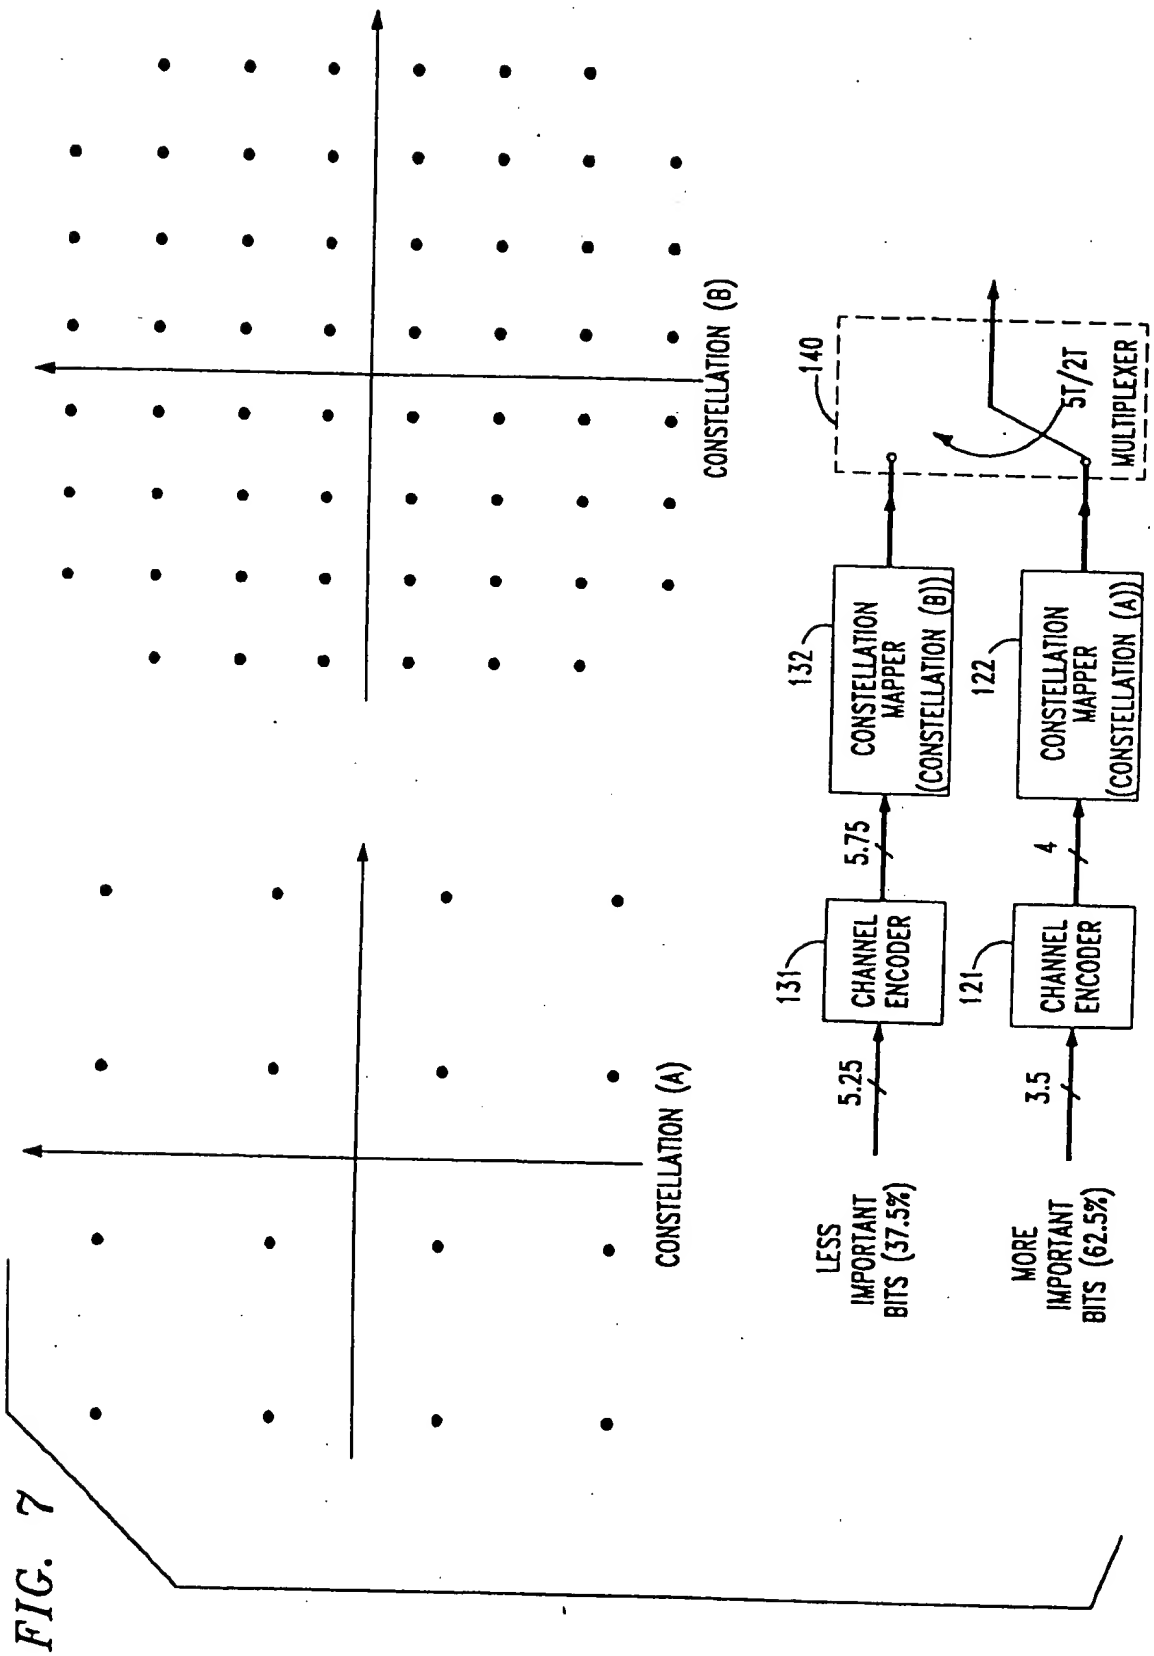 FIG. 7
CONSTELLATION (A)
CONSTELLATION (B)
LESS
IMPORTANT
BITS (37.5%)
5.25
131
CHANNEL
ENCODER
5.75
132
CONSTELLATION
MAPPER
(CONSTELLATION (B))
140
MORE
IMPORTANT
BITS (62.5%)
3.5
121
CHANNEL
ENCODER
4
122
CONSTELLATION
MAPPER
(CONSTELLATION (A))
5T/2T
MULTIPLEXER